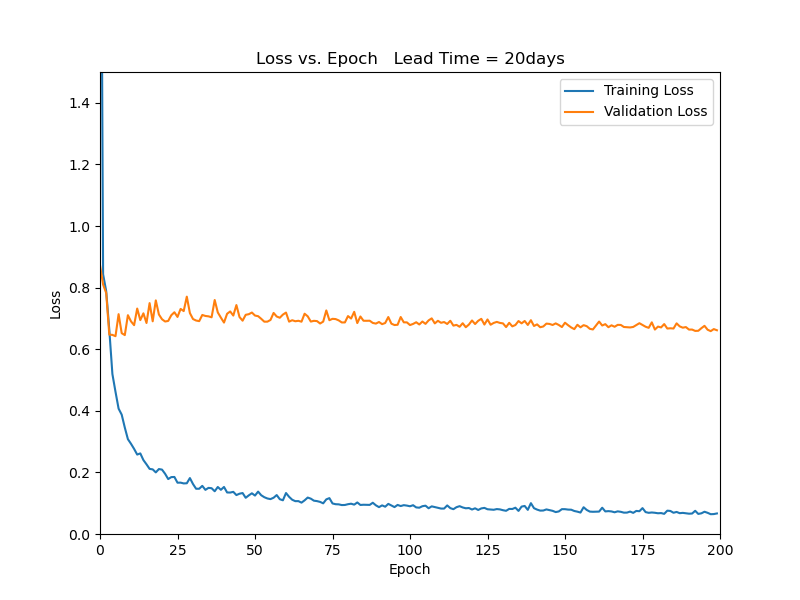 Loss vs. Epoch   Lead Time = 20days
Training Loss
Validation Loss
1.4
1.2
1.0
0.8
0.6
0.4
0.2
0.0
Loss
0 25 50 75 100 125 150 175 200
Epoch